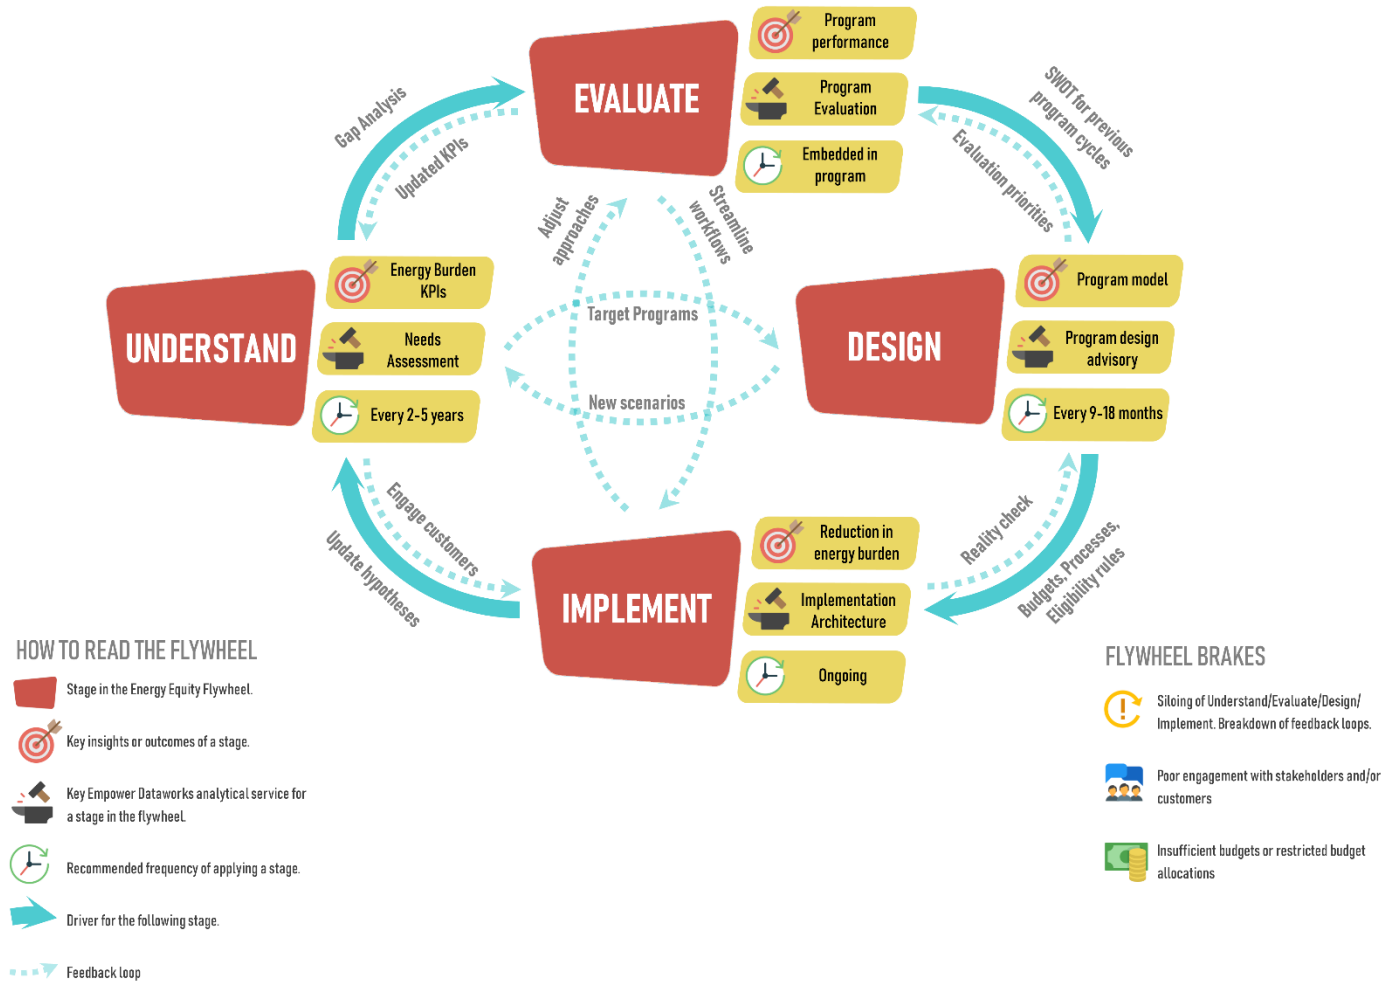 Program
performance
EVALUATE
Program
Evaluation
Embedded in
program
Gap Analysis
Updated KPIs
SWOT for previous
program cycles
Evaluation priorities
Adjust
approaches
Streamline
workflows
Energy Burden
KPIs
UNDERSTAND
Needs
Assessment
Every 2-5 years
Target Programs
New scenarios
Program model
DESIGN
Program design
advisory
Every 9-18 months
Engage customers
Update hypotheses
Reality check
Budgets, Processes,
Eligibility rules
Reduction in
energy burden
IMPLEMENT
Implementation
Architecture
Ongoing
HOW TO READ THE FLYWHEEL
Stage in the Energy Equity Flywheel.
Key insights or outcomes of a stage.
Key Empower Dataworks analytical service for
a stage in the flywheel.
Recommended frequency of applying a stage.
Driver for the following stage.
Feedback loop
FLYWHEEL BRAKES
Siloing of Understand/Evaluate/Design/
Implement. Breakdown of feedback loops.
Poor engagement with stakeholders and/or
customers
Insufficient budgets or restricted budget
allocations